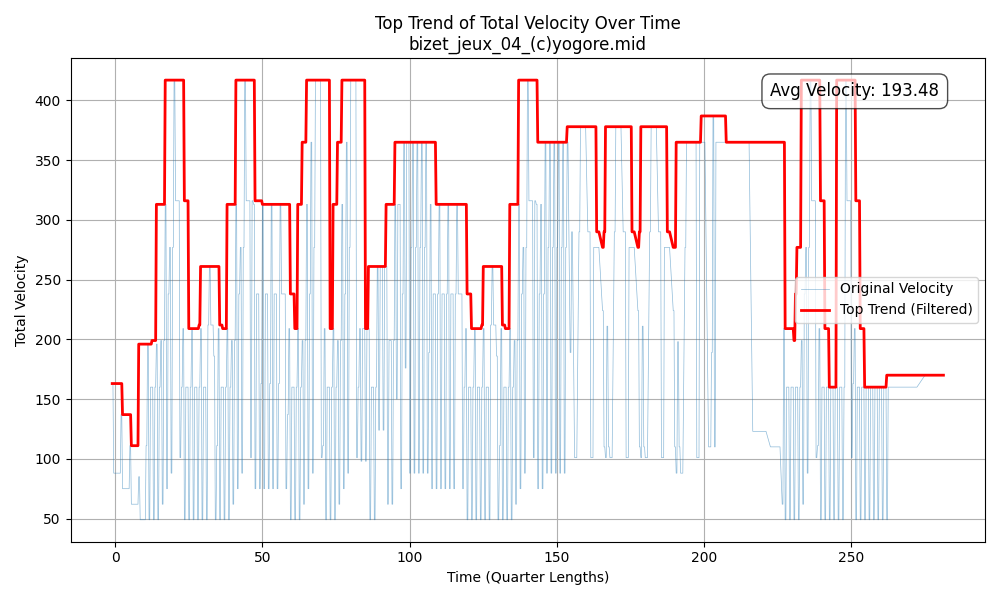 Top Trend of Total Velocity Over Time
bizet_jeux_04_(c)yogore.mid
Avg Velocity: 193.48
400
350
300
250
200
150
100
50
Total Velocity
Original Velocity
Top Trend (Filtered)
0 50 100 150 200 250
Time (Quarter Lengths)